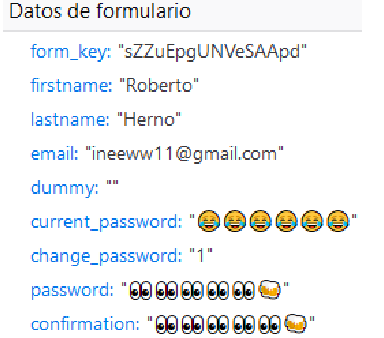 Datos de formulario
form_key: "sZZuEpgUNVeSAApd"
firstname: "Roberto"
lastname: "Herno"
email: "ineeww11@gmail.com"
dummy: ""
current_password: "😂😂😂😂😂😂"
change_password: "1"
password: "👀👀👀👀👀🍺"
confirmation: "👀👀👀👀👀🍺"